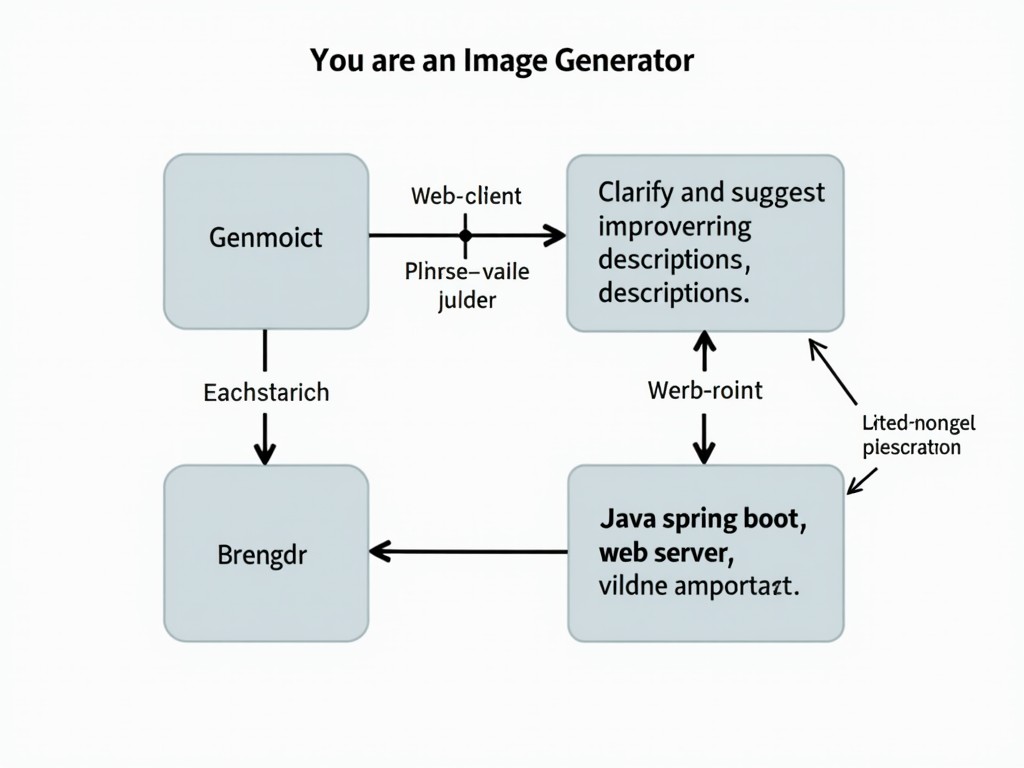 You are an Image Generator
Genmoict
Web-client
Plhrse-vaile
julder
Clarify and suggest
improverring
descriptions,
descriptions.
Eachstarich
Werb-roint
Lited-nongel
piescration
Brengdr
Java spring boot,
web server,
vildne amportazt.